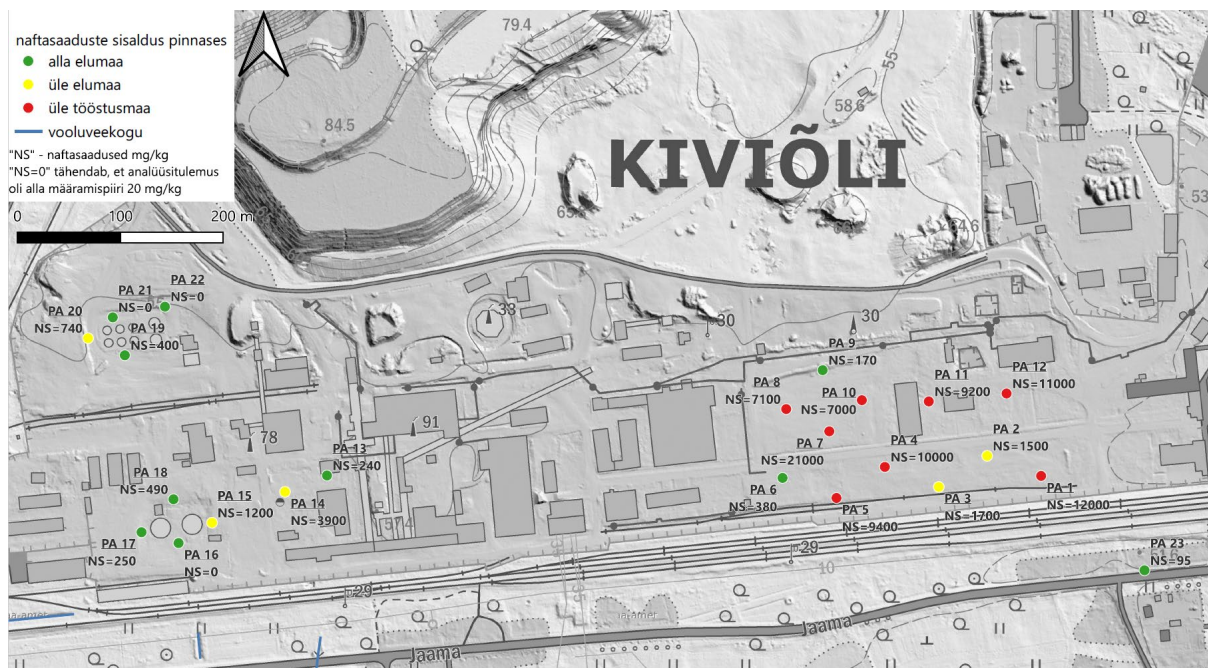 naftasaaduste sisaldus pinnases
alla elumaa
üle elumaa
üle tööstusmaa
vooluveekogu
"NS" - naftasaadused mg/kg
"NS=0" tähendab, et analüüsitulemus
oli alla määramispiiri 20 mg/kg
0 100 200 m
79.4
84.5
55
58.6
KIVIÕLI
53
PA 22
NS=0
PA 21
NS=0
PA 20
NS=740
PA 19
NS=400
33
30
30
PA 9
NS=170
PA 8
NS=7100
PA 10
NS=7000
PA 11
NS=9200
PA 12
NS=11000
91
78
PA 13
NS=240
PA 7
NS=21000
PA 4
NS=10000
PA 2
NS=1500
PA 18
NS=490
PA 15
NS=1200
PA 14
NS=3900
57.4
PA 6
NS=380
PA 5
NS=9400
PA 3
NS=1700
PA 1
NS=12000
PA 17
NS=250
PA 16
NS=0
PA 23
NS=95
29
10
29
Jaama
Jaama